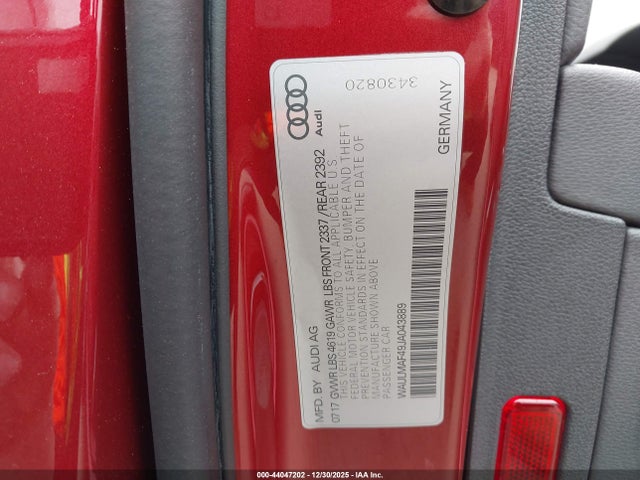 3430820
Audi
MFD. BY AUDI AG
07 17 GVWR LBS 4619 GAWR LBS FRONT 2337 / REAR 2392
THIS VEHICLE CONFORMS TO ALL APPLICABLE U.S.
FEDERAL MOTOR VEHICLE SAFETY, BUMPER AND THEFT
PREVENTION STANDARDS IN EFFECT ON THE DATE OF
MANUFACTURE SHOWN ABOVE
PASSENGER CAR
WAULMAF49JA043889
GERMANY
000-44047202 - 12/30/2025 - IAA Inc.